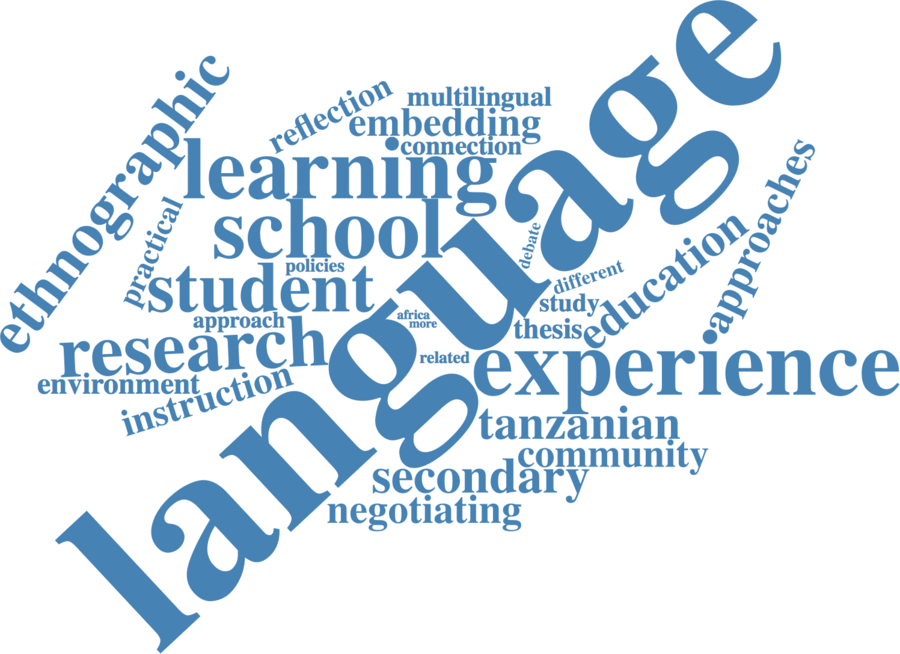 language
ethnographic
reflection
multilingual
embedding
connection
learning
approaches
practical
school
debate
education
policies
different
student
study
africa
more
approach
thesis
research
related
experience
environment
instruction
tanzanian
community
secondary
negotiating